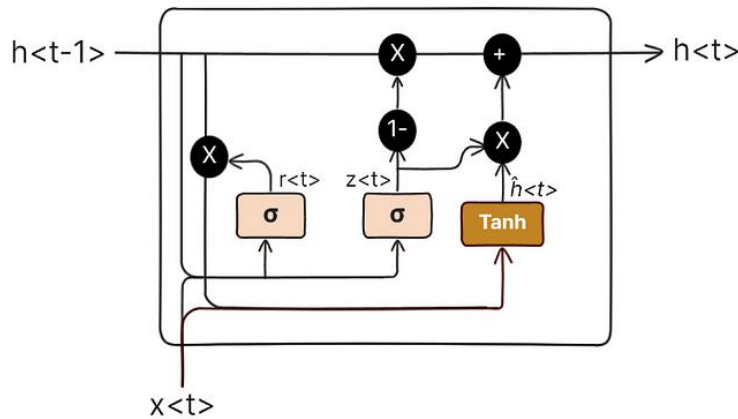 h<t-1>
X
+
h<t>
1-
X
X
r<t>
z<t>
ĥ<t>
σ
σ
Tanh
x<t>